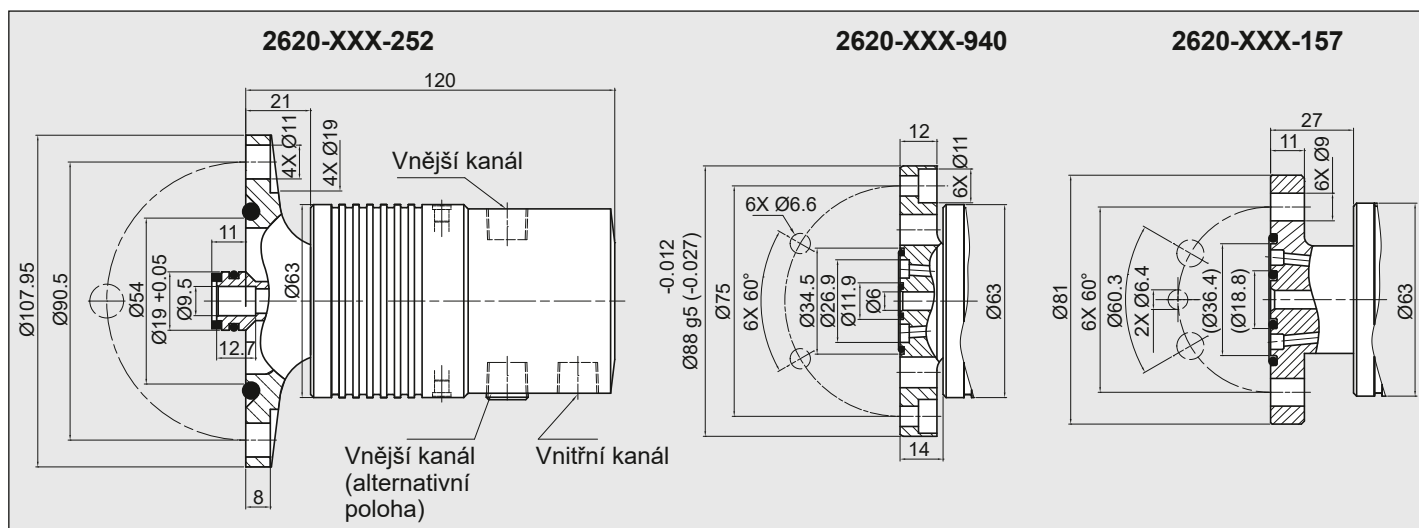 2620-XXX-252
2620-XXX-940
2620-XXX-157
120
21
4X Ø11
4X Ø19
Vnější kanál
11
Ø107.95
Ø90.5
Ø54
Ø19 +0.05
Ø9.5
12.7
Ø63
8
Vnější kanál
(alternativní
poloha)
Vnitřní kanál
12
6X Ø11
6X Ø6.6
-0.012
Ø88 g5 (-0.027)
Ø75
6X 60°
Ø34.5
Ø26.9
Ø11.9
Ø6
Ø63
14
27
11
6X Ø9
Ø81
6X 60°
Ø60.3
2X Ø6.4
(Ø36.4)
(Ø18.8)
Ø63